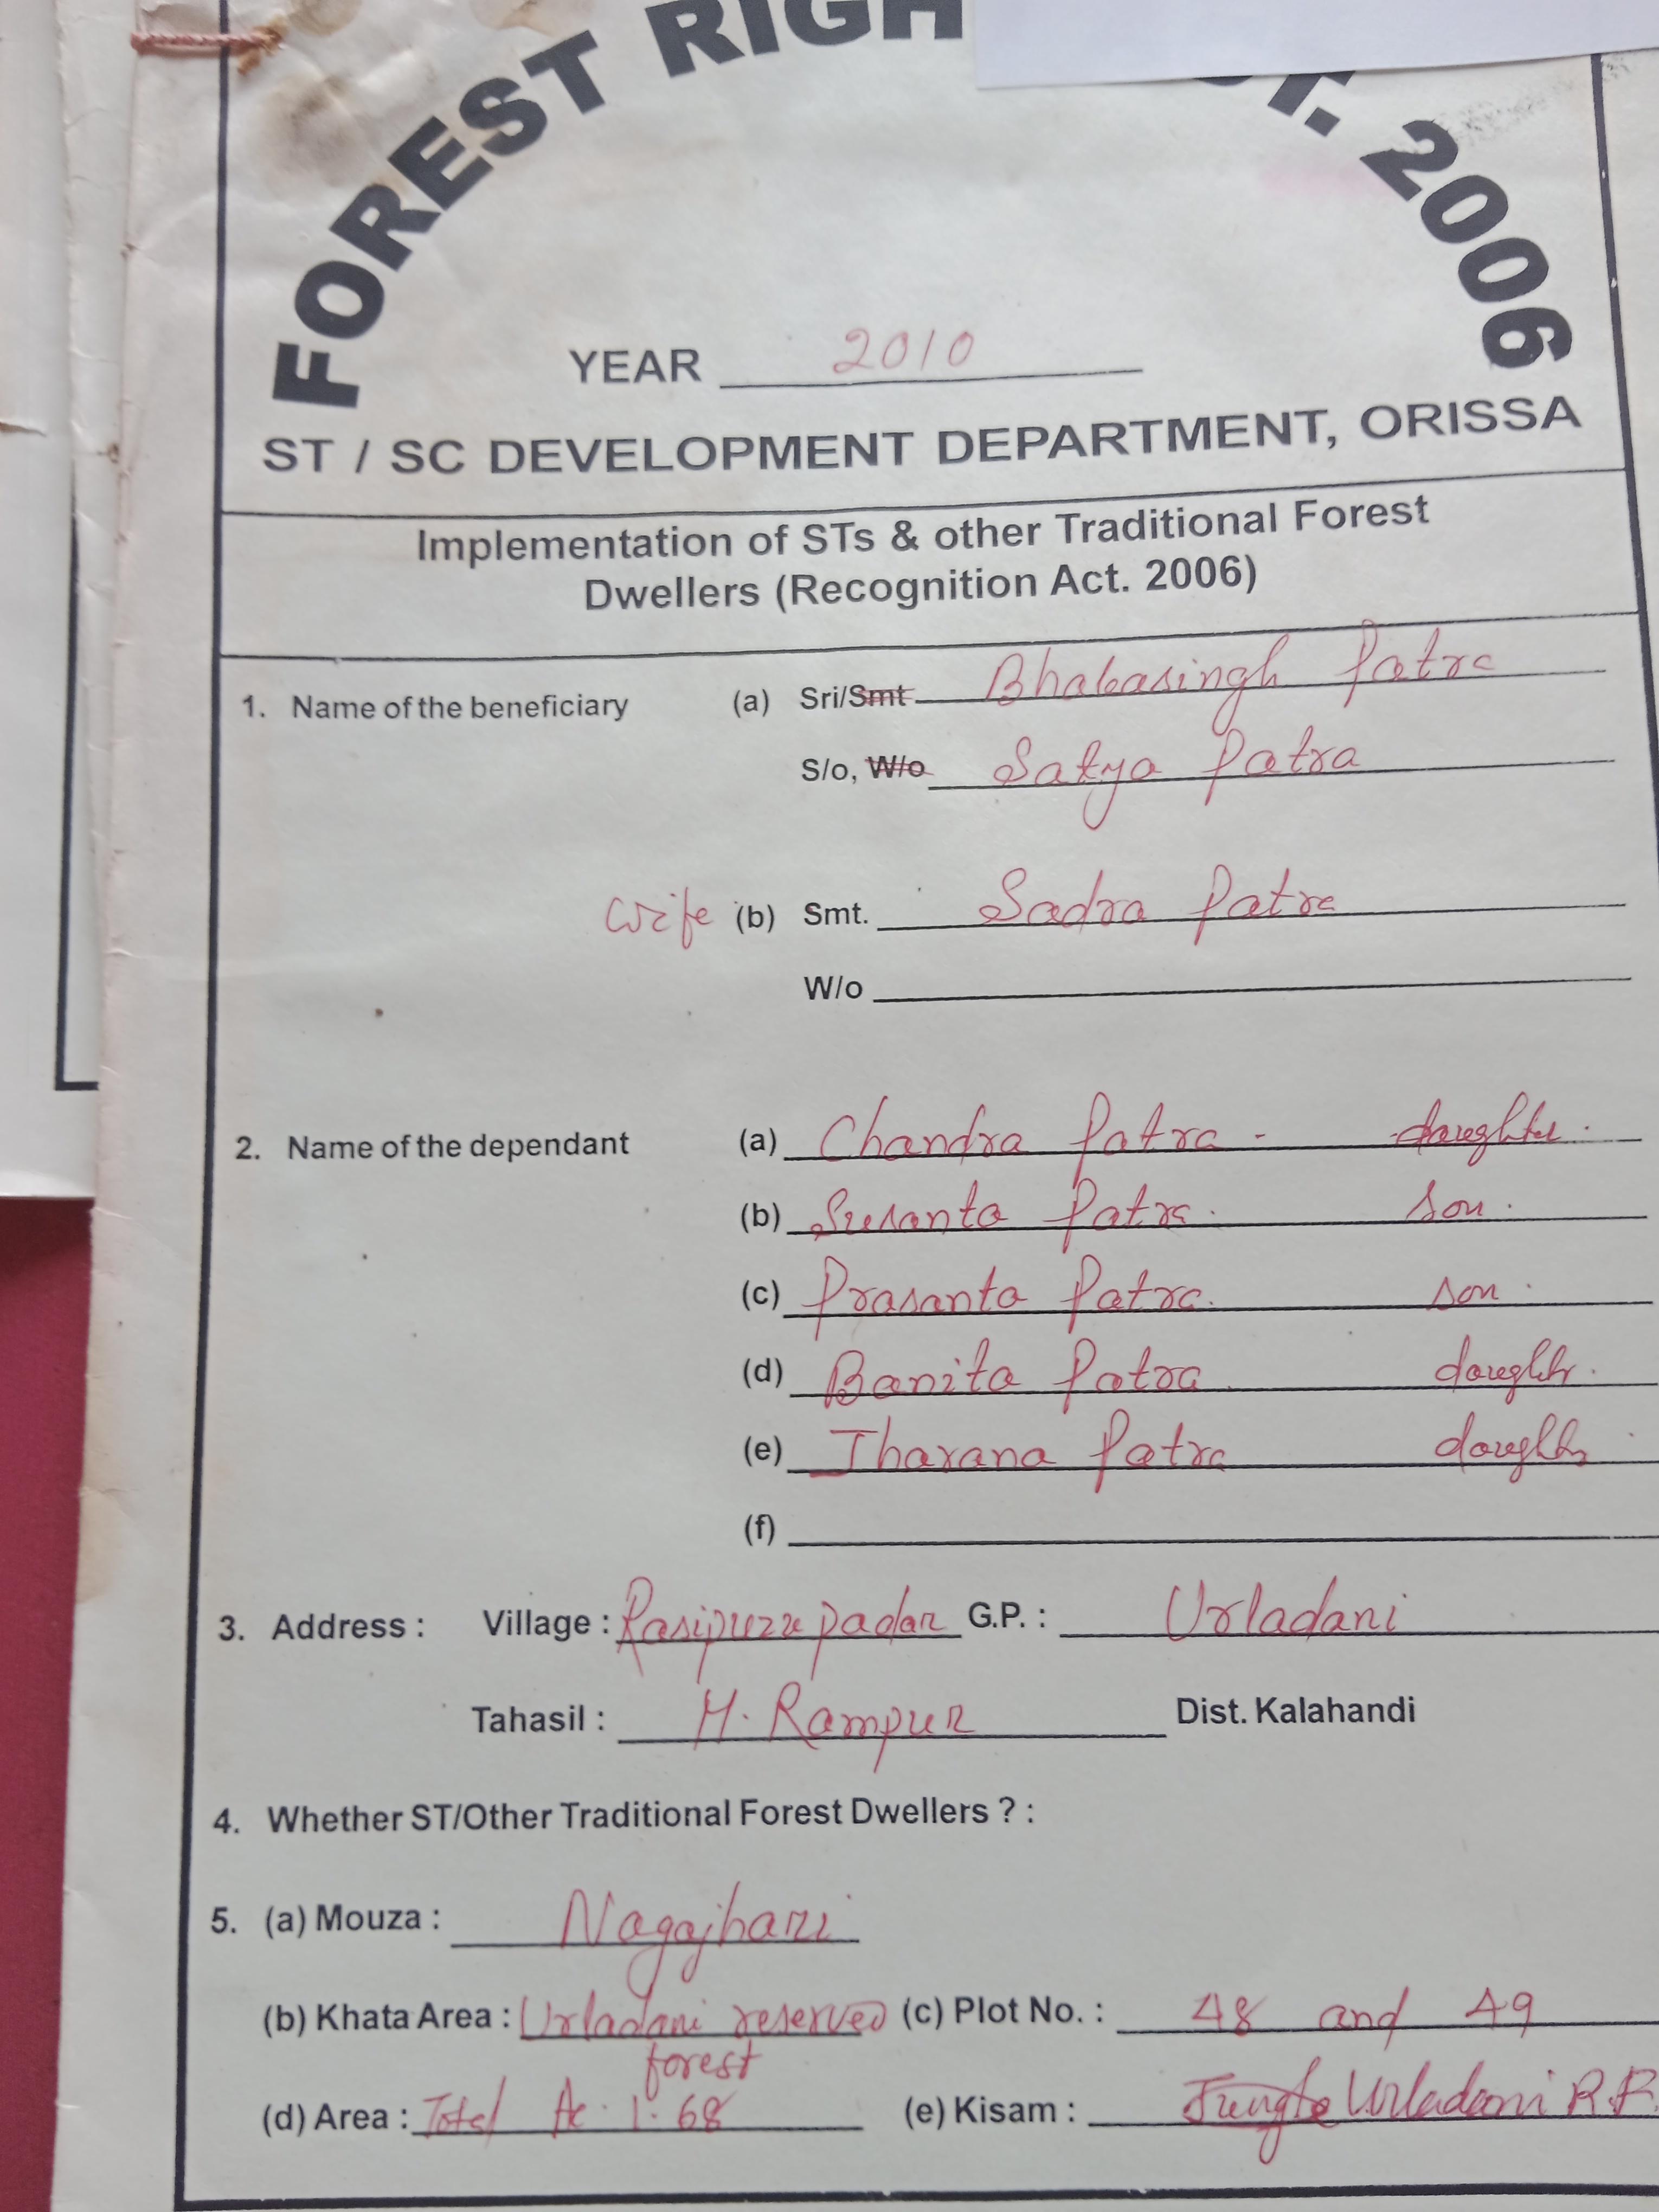 FOREST RIGH T. 2006
YEAR 2010
ST / SC DEVELOPMENT DEPARTMENT, ORISSA
Implementation of STs & other Traditional Forest
Dwellers (Recognition Act. 2006)
1. Name of the beneficiary (a) Sri/Smt Bhabasingh Patra
S/o, W/o Satya Patra
wife (b) Smt. Sadra Patra
W/o
2. Name of the dependant (a) Chandra Patra - daughter.
(b) Susanta Patra. son.
(c) Prasanta Patra. son.
(d) Banita Patra daughtr.
(e) Tharana Patra
(f)
3. Address : Village : G.P. : Urladani
Tahasil : M. Rampur Dist. Kalahandi
4. Whether ST/Other Traditional Forest Dwellers ? :
5. (a) Mouza : Nagajhari
(b) Khata Area : Urladani reserved (c) Plot No. : 48 and 49
forest
(d) Area : Total Ac. 1.68 (e) Kisam : Jungle Urladani R.F.